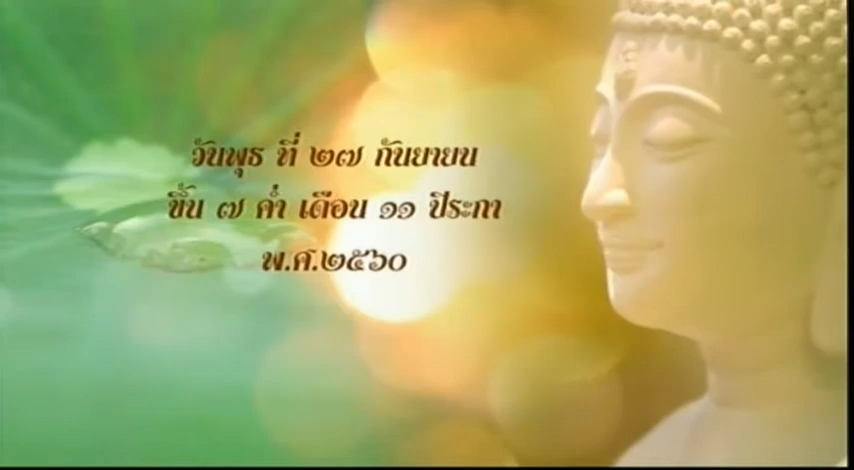 วันพุธ ที่ ๒๗ กันยายน
ขึ้น ๗ ค่ำ เดือน ๑๑ ปีระกา
พ.ศ.๒๕๖๐